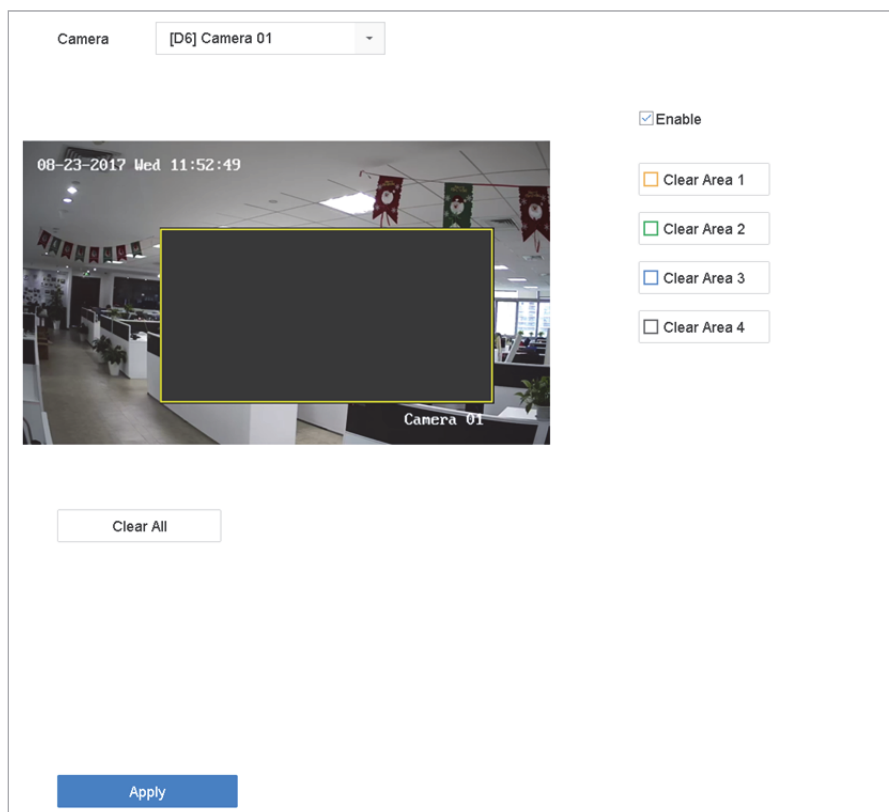 Camera
[D6] Camera 01
Enable
08-23-2017 Wed 11:52:49
Clear Area 1
Clear Area 2
Clear Area 3
Clear Area 4
Camera 01
Clear All
Apply